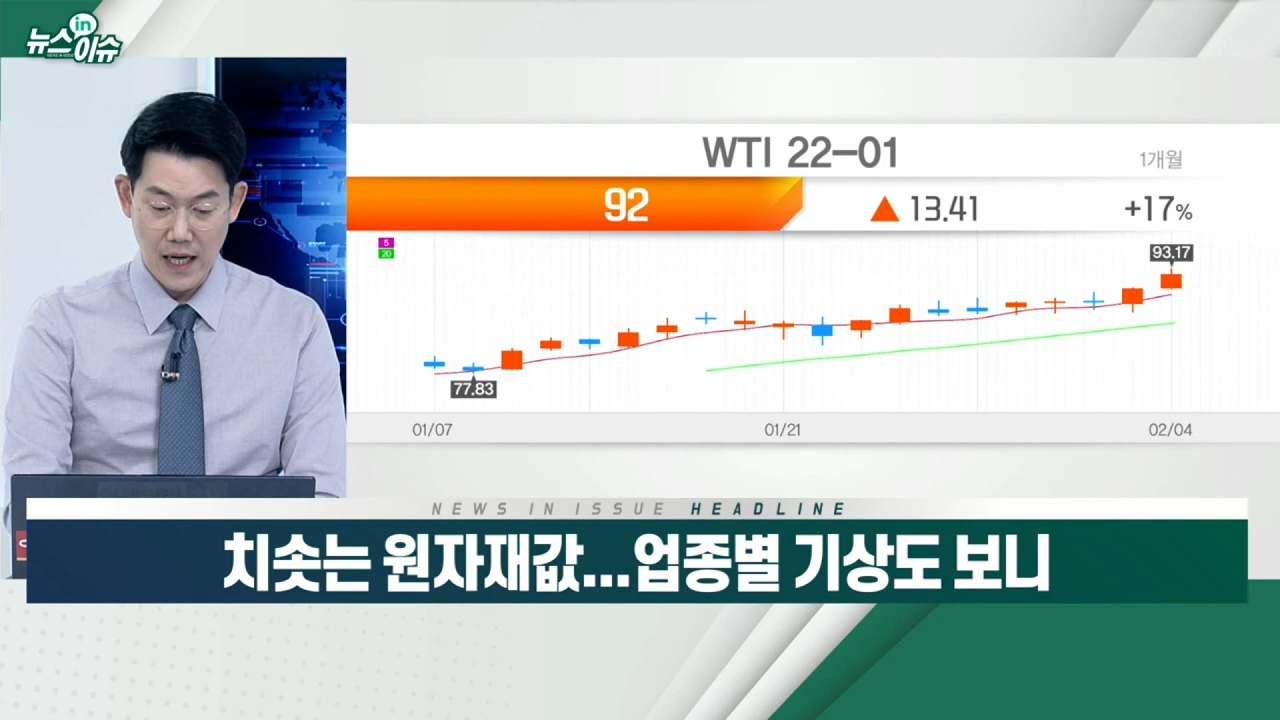 뉴스in이슈
WTI 22-01
1개월
92
▲ 13.41
+17%
5
20
93.17
77.83
01/07
01/21
02/04
NEWS IN ISSUE HEADLINE
치솟는 원자재값...업종별 기상도 보니